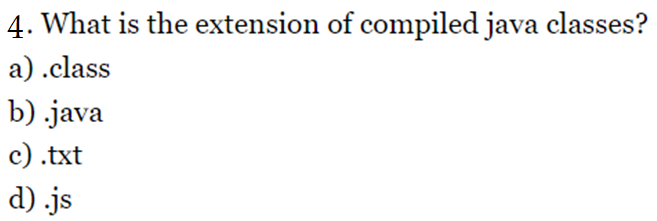 4. What is the extension of compiled java classes?
a) .class
b) .java
c) .txt
d) .js